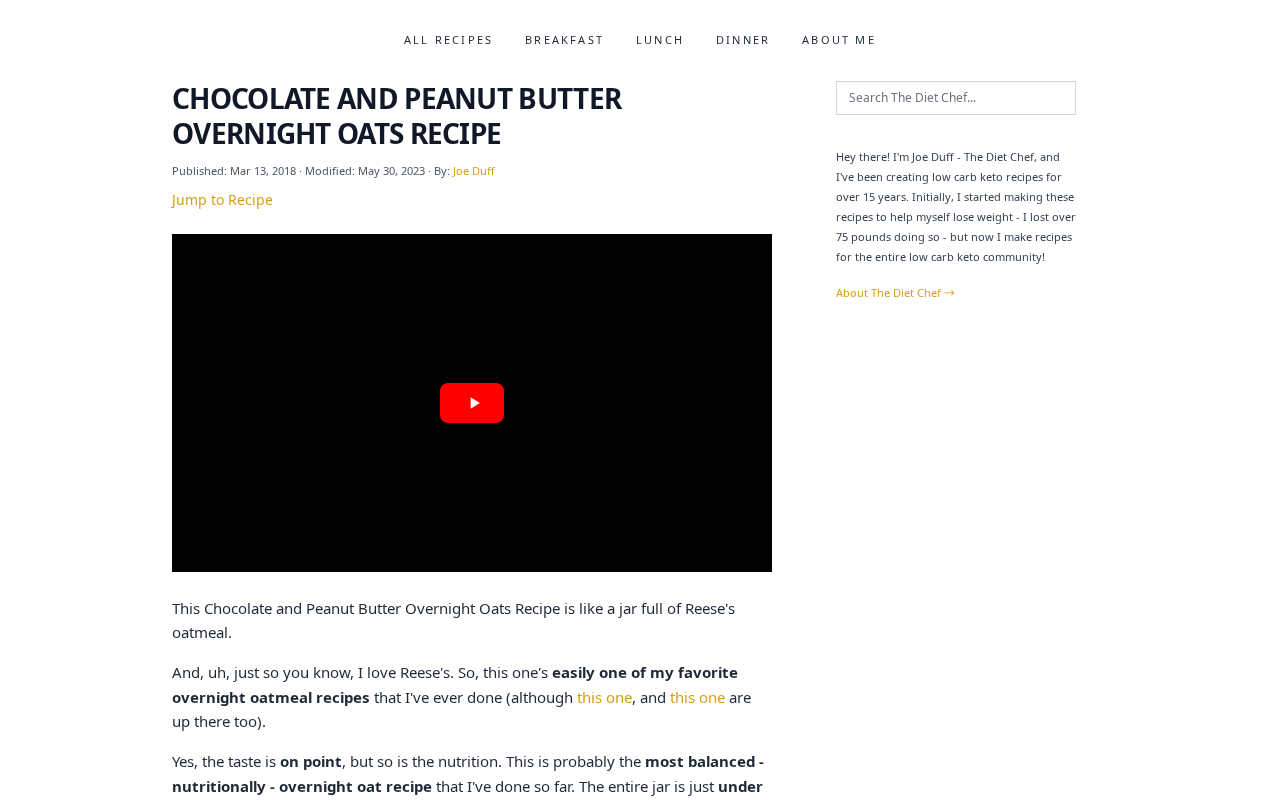 ALL RECIPES BREAKFAST LUNCH DINNER ABOUT ME
CHOCOLATE AND PEANUT BUTTER
OVERNIGHT OATS RECIPE
Published: Mar 13, 2018 · Modified: May 30, 2023 · By: Joe Duff
Jump to Recipe
This Chocolate and Peanut Butter Overnight Oats Recipe is like a jar full of Reese's
oatmeal.
And, uh, just so you know, I love Reese's. So, this one's easily one of my favorite
overnight oatmeal recipes that I've ever done (although this one, and this one are
up there too).
Yes, the taste is on point, but so is the nutrition. This is probably the most balanced -
nutritionally - overnight oat recipe that I've done so far. The entire jar is just under
Search The Diet Chef...
Hey there! I'm Joe Duff - The Diet Chef, and
I've been creating low carb keto recipes for
over 15 years. Initially, I started making these
recipes to help myself lose weight - I lost over
75 pounds doing so - but now I make recipes
for the entire low carb keto community!
About The Diet Chef →